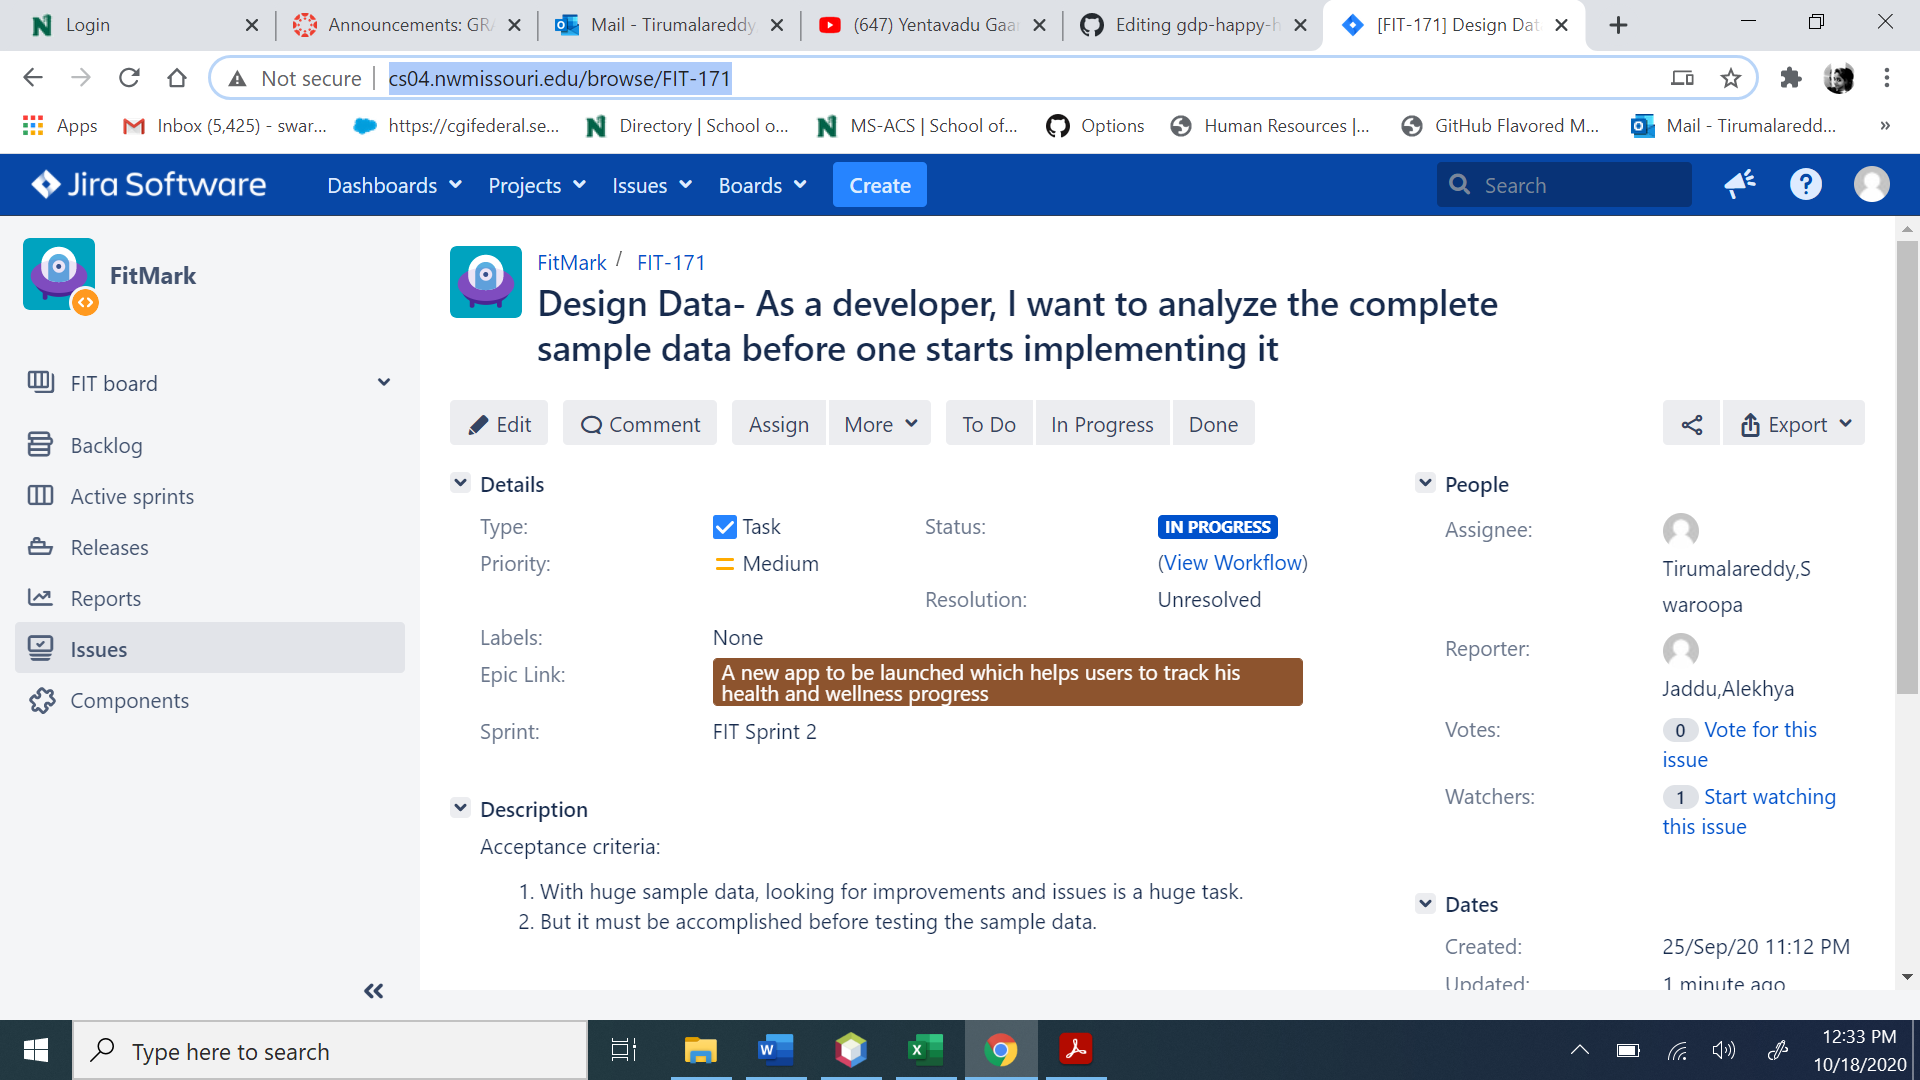 Login
Announcements: GRA
Mail - Tirumalareddy
(647) Yentavadu Gaan
Editing gdp-happy-h
[FIT-171] Design Dat
Not secure
cs04.nwmissouri.edu/browse/FIT-171
Apps
Inbox (5,425) - swar...
https://cgifederal.se...
Directory | School o...
MS-ACS | School of...
Options
Human Resources |...
GitHub Flavored M...
Mail - Tirumalaredd...
»
Jira Software
Dashboards
Projects
Issues
Boards
Create
Search
FitMark
FIT board
Backlog
Active sprints
Releases
Reports
Issues
Components
FitMark / FIT-171
Design Data- As a developer, I want to analyze the complete
sample data before one starts implementing it
Edit
Comment
Assign
More
To Do
In Progress
Done
Export
Details
Type:
Task
Status:
IN PROGRESS
(View Workflow)
Priority:
Medium
Resolution:
Unresolved
Labels:
None
Epic Link:
A new app to be launched which helps users to track his
health and wellness progress
Sprint:
FIT Sprint 2
Description
Acceptance criteria:
1. With huge sample data, looking for improvements and issues is a huge task.
2. But it must be accomplished before testing the sample data.
People
Assignee:
Tirumalareddy,S
waroopa
Reporter:
Jaddu,Alekhya
Votes:
0 Vote for this
issue
Watchers:
1 Start watching
this issue
Dates
Created:
25/Sep/20 11:12 PM
Updated:
1 minute ago
Type here to search
12:33 PM
10/18/2020